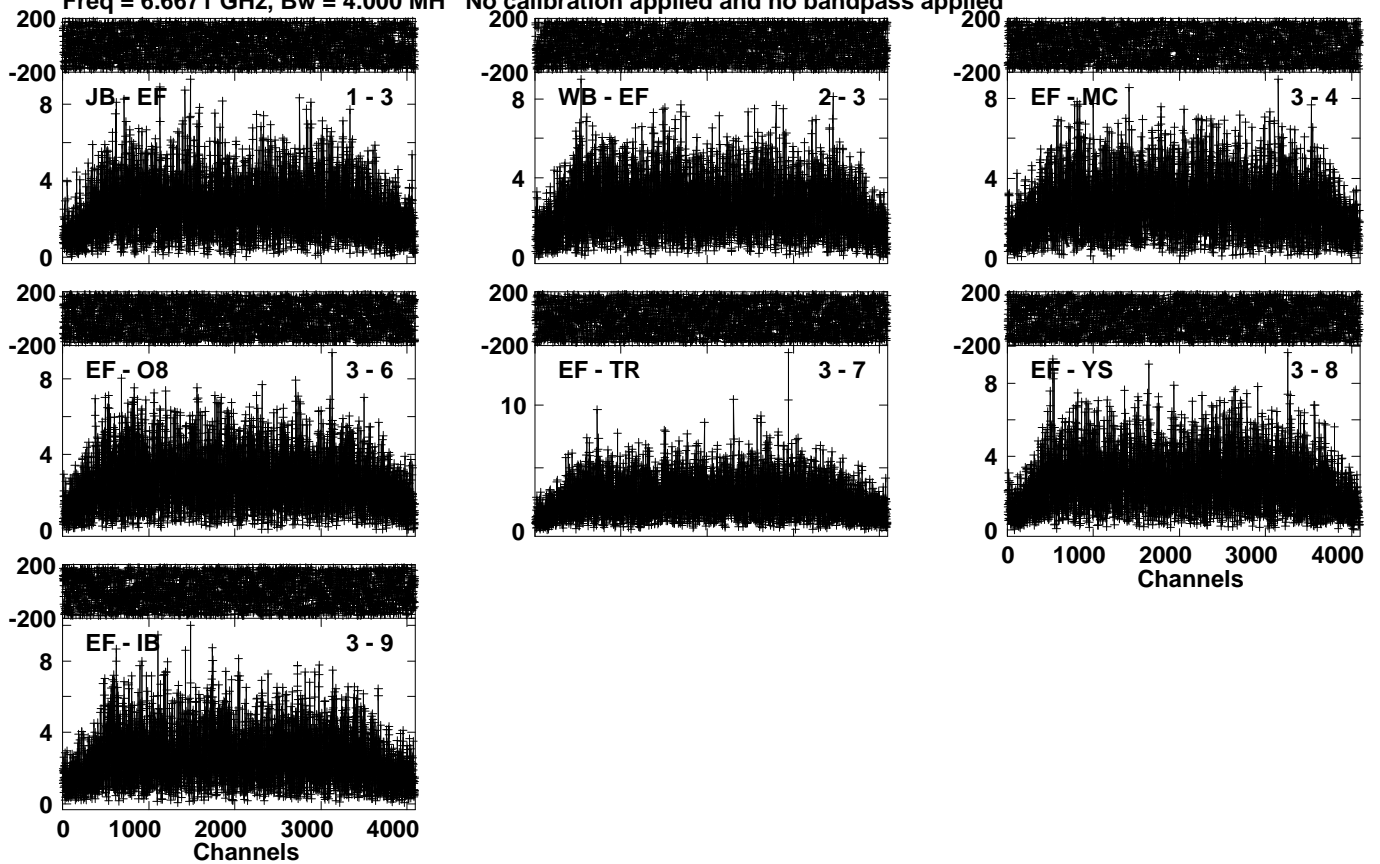 Freq = 6.6671 GHz, Bw = 4.000 MH No calibration applied and no bandpass applied
200 200 200
-200 -200 -200
JB - EF 1 - 3 WB - EF 2 - 3 EF - MC 3 - 4
8 8 8
4 4 4
0 0 0
200 200 200
-200 -200 -200
EF - O8 3 - 6 EF - TR 3 - 7 EF - YS 3 - 8
8 10 8
4 4
0 0 0
0 1000 2000 3000 4000
Channels
200
-200
EF - IB 3 - 9
8
4
0
0 1000 2000 3000 4000
Channels